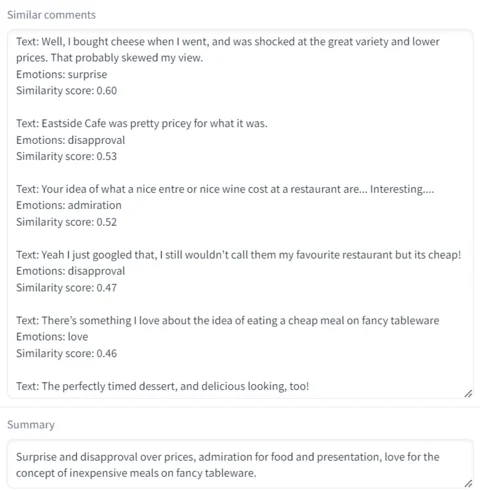 Similar comments
Text: Well, I bought cheese when I went, and was shocked at the great variety and lower
prices. That probably skewed my view.
Emotions: surprise
Similarity score: 0.60
Text: Eastside Cafe was pretty pricey for what it was.
Emotions: disapproval
Similarity score: 0.53
Text: Your idea of what a nice entre or nice wine cost at a restaurant are... Interesting....
Emotions: admiration
Similarity score: 0.52
Text: Yeah I just googled that, I still wouldn't call them my favourite restaurant but its cheap!
Emotions: disapproval
Similarity score: 0.47
Text: There's something I love about the idea of eating a cheap meal on fancy tableware
Emotions: love
Similarity score: 0.46
Text: The perfectly timed dessert, and delicious looking, too!
Summary
Surprise and disapproval over prices, admiration for food and presentation, love for the
concept of inexpensive meals on fancy tableware.